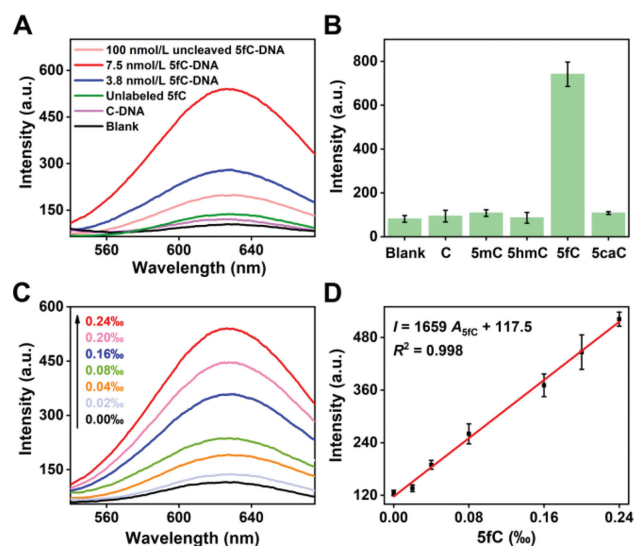 A
100 nmol/L uncleaved 5fC-DNA
7.5 nmol/L 5fC-DNA
3.8 nmol/L 5fC-DNA
Unlabeled 5fC
C-DNA
Blank
600
450
300
150
Intensity (a.u.)
560 600 640
Wavelength (nm)
B
800
600
400
200
0
Intensity (a.u.)
Blank C 5mC 5hmC 5fC 5caC
C
0.24‰
0.20‰
0.16‰
0.08‰
0.04‰
0.02‰
0.00‰
600
450
300
150
Intensity (a.u.)
560 600 640
Wavelength (nm)
D
I = 1659 A5fC + 117.5
R² = 0.998
480
360
240
120
Intensity (a.u.)
0.00 0.08 0.16 0.24
5fC (‰)